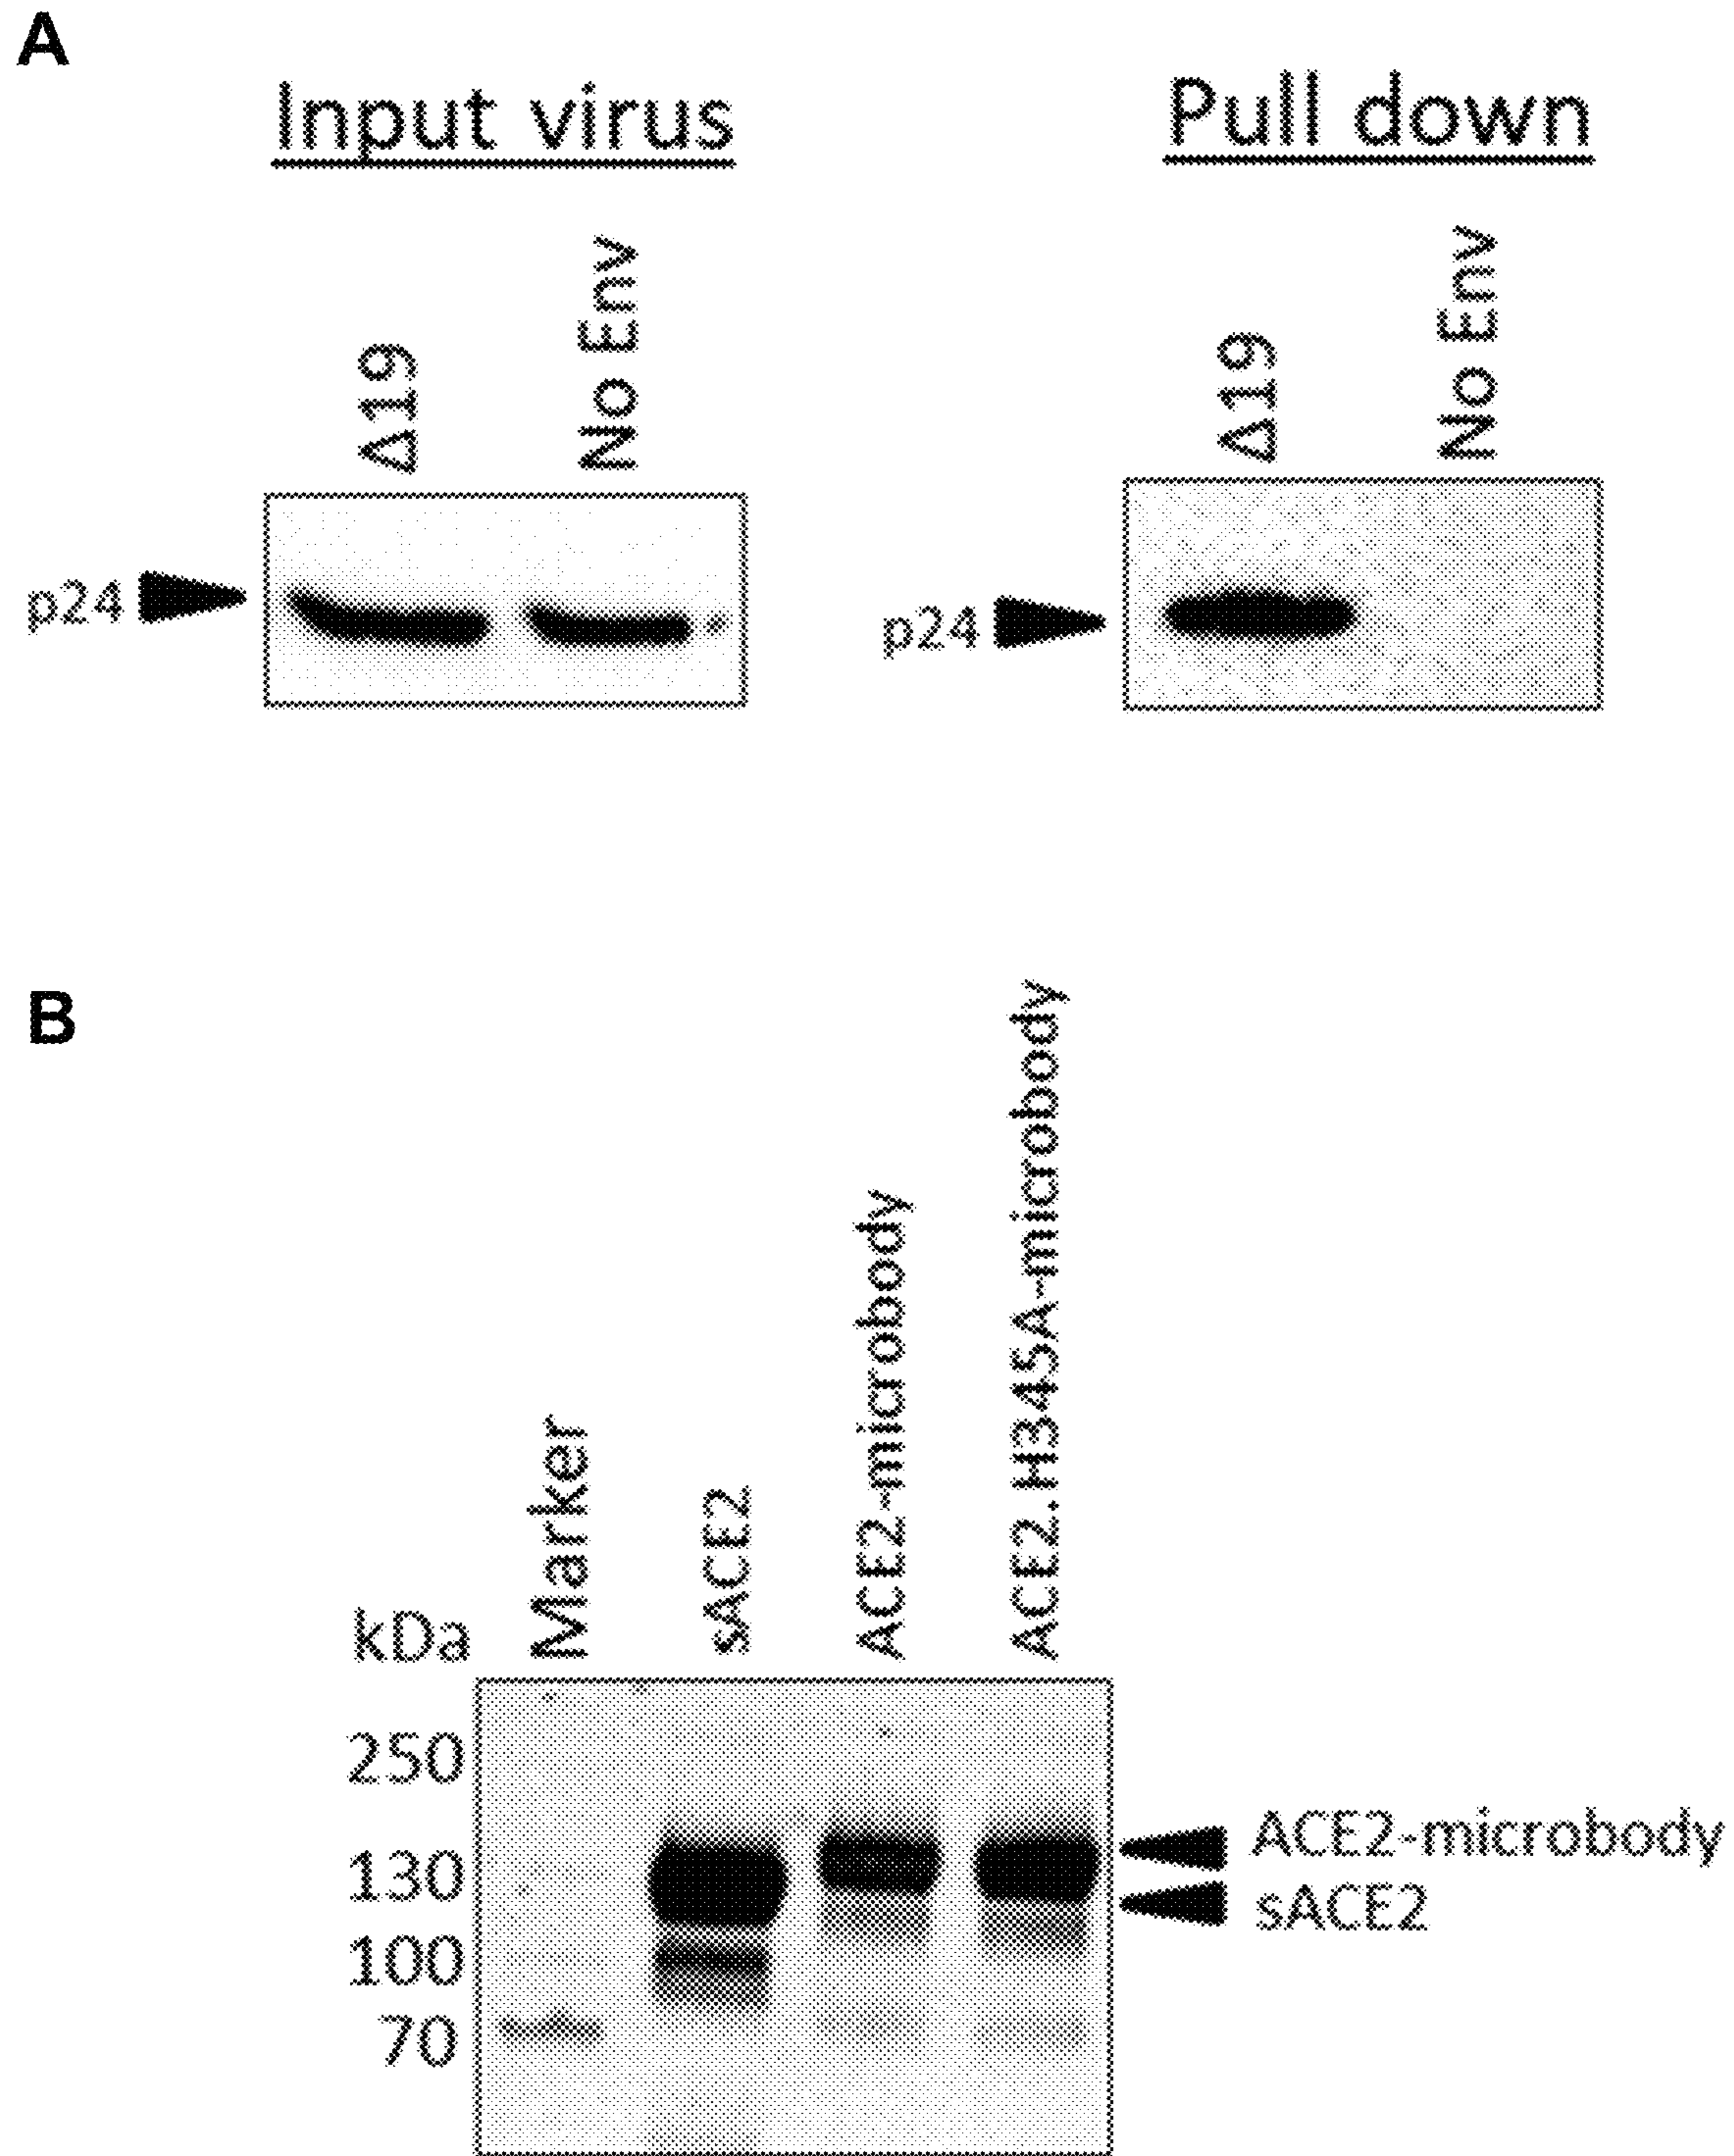 A
Input virus
Pull down
Δ19
No Env
Δ19
No Env
p24
p24
B
kDa
Marker
sACE2
ACE2-microbody
ACE2.H345A-microbody
250
130
100
70
ACE2-microbody
sACE2